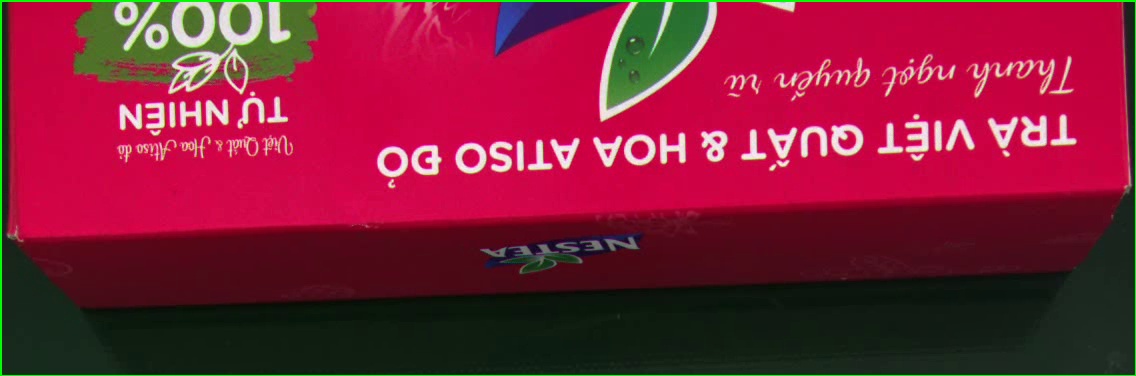 TRÀ VIỆT QUẤT & HOA ATISO ĐỎ
Thanh ngọt quyến rũ
Việt Quất & Hoa Atiso đỏ
TỰ NHIÊN
100%
NESTEA